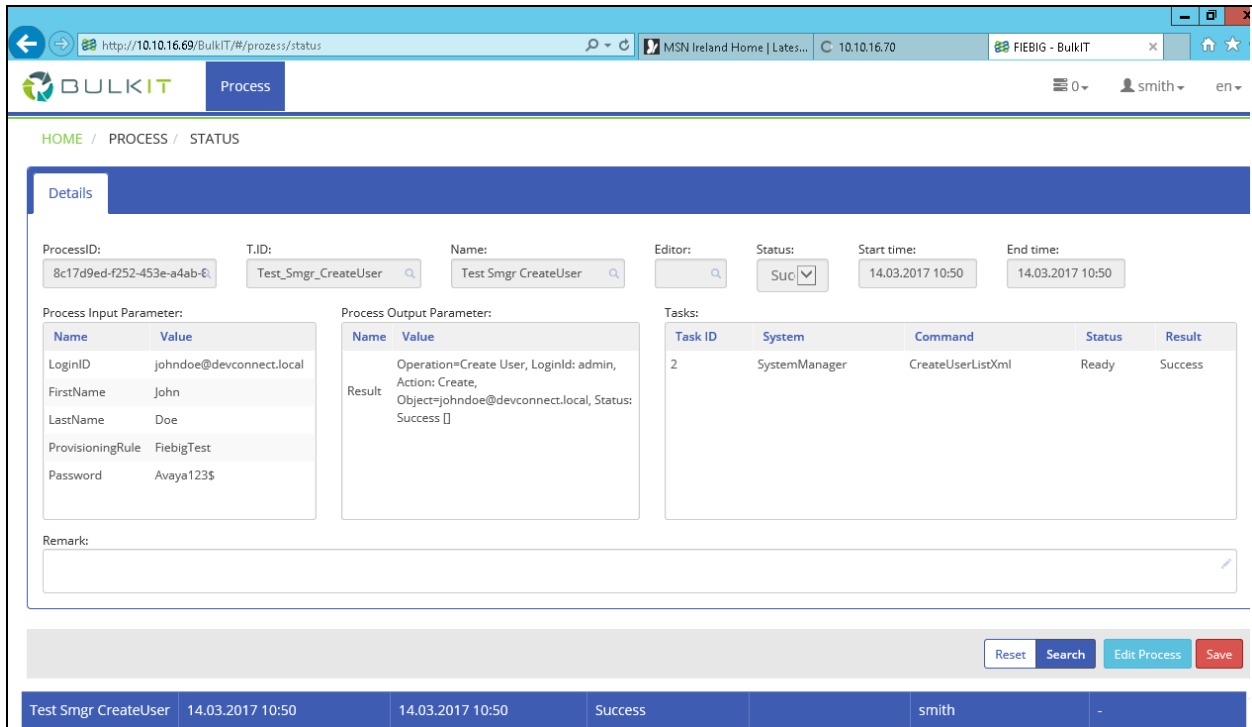 http://10.10.16.69/BulkIT/#/prozess/status
MSN Ireland Home | Lates...
10.10.16.70
FIEBIG - BulkIT
BULKIT
Process
0
smith
en
HOME / PROCESS / STATUS
Details
ProcessID: T.ID: Name: Editor: Status: Start time: End time:
8c17d9ed-f252-453e-a4ab- Test_Smgr_CreateUser Test Smgr CreateUser Suc 14.03.2017 10:50 14.03.2017 10:50
Process Input Parameter:
Name Value
LoginID johndoe@devconnect.local
FirstName John
LastName Doe
ProvisioningRule FiebigTest
Password Avaya123$
Process Output Parameter:
Name Value
Result
Operation=Create User, LoginId: admin,
Action: Create,
Object=johndoe@devconnect.local, Status:
Success []
Tasks:
Task ID System Command Status Result
2 SystemManager CreateUserListXml Ready Success
Remark:
Reset Search Edit Process Save
Test Smgr CreateUser 14.03.2017 10:50 14.03.2017 10:50 Success smith -